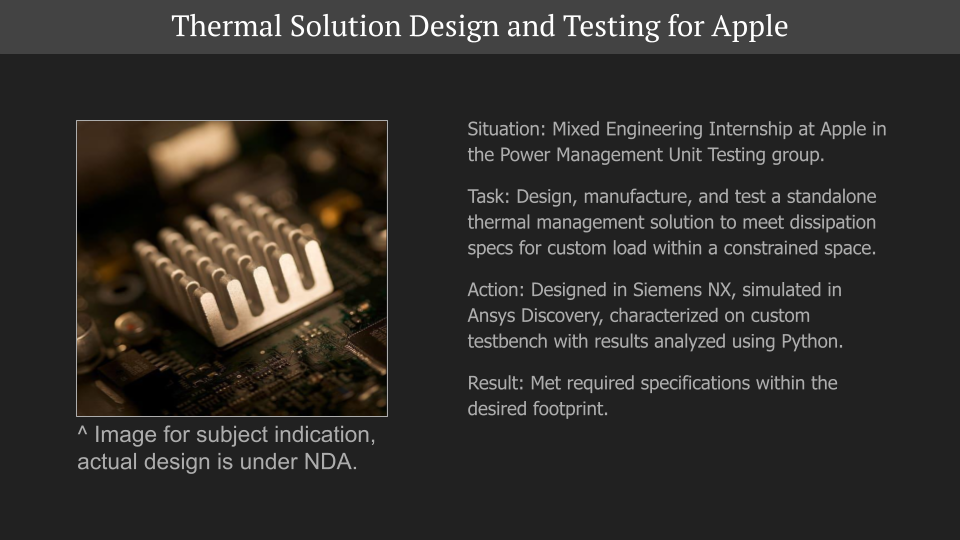 Thermal Solution Design and Testing for Apple
Situation: Mixed Engineering Internship at Apple in
the Power Management Unit Testing group.
Task: Design, manufacture, and test a standalone
thermal management solution to meet dissipation
specs for custom load within a constrained space.
Action: Designed in Siemens NX, simulated in
Ansys Discovery, characterized on custom
testbench with results analyzed using Python.
Result: Met required specifications within the
desired footprint.
^ Image for subject indication,
actual design is under NDA.